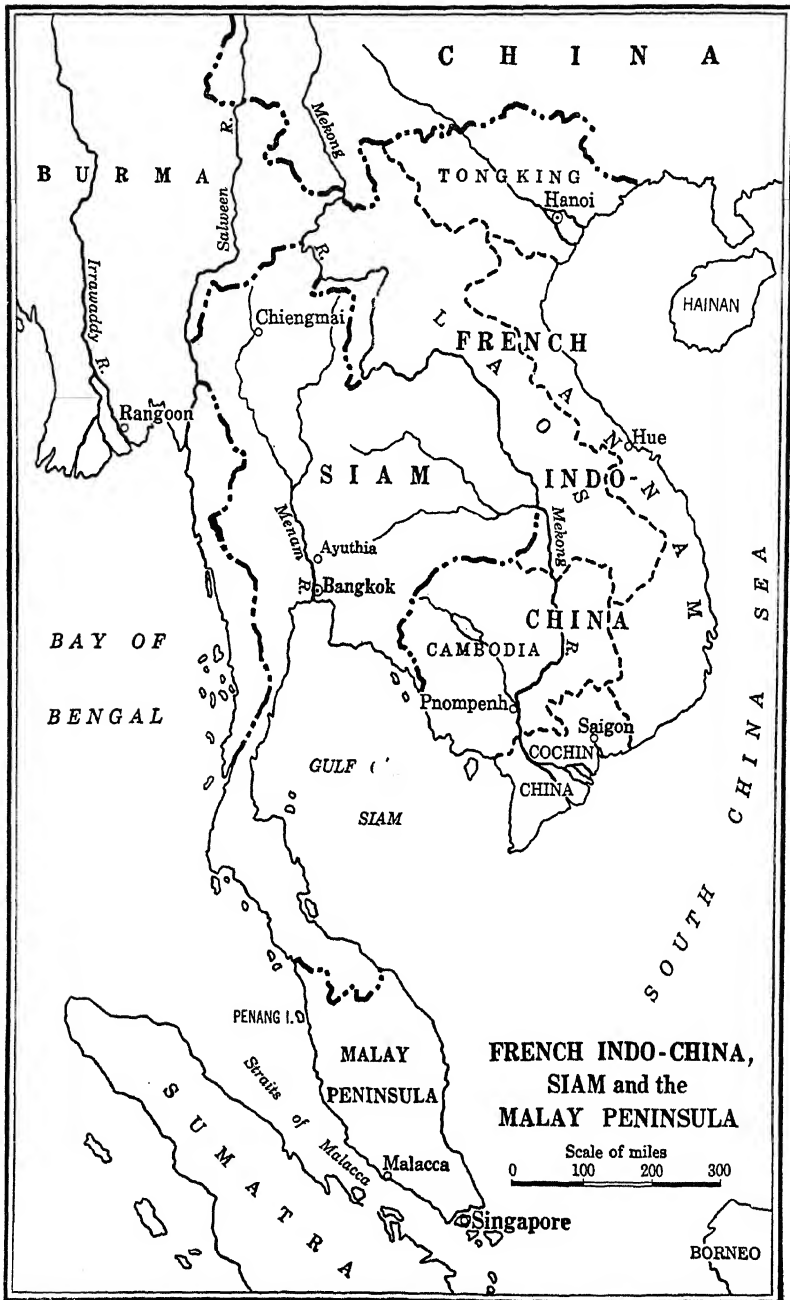 CHINA
BURMA
Salween R.
Mekong
R.
TONGKING
Hanoi
Irrawaddy R.
HAINAN
Chiengmai
LAOS
FRENCH
Rangoon
ANNAM
Hue
SIAM
INDO-
Menam R.
Mekong
R.
Ayuthia
Bangkok
CHINA
CAMBODIA
BAY OF
BENGAL
Pnompenh
Saigon
COCHIN
CHINA
GULF
SIAM
SOUTH CHINA SEA
PENANG I.
MALAY
PENINSULA
Straits of Malacca
SUMATRA
Malacca
Singapore
BORNEO
FRENCH INDO-CHINA,
SIAM and the
MALAY PENINSULA
Scale of miles
0 100 200 300